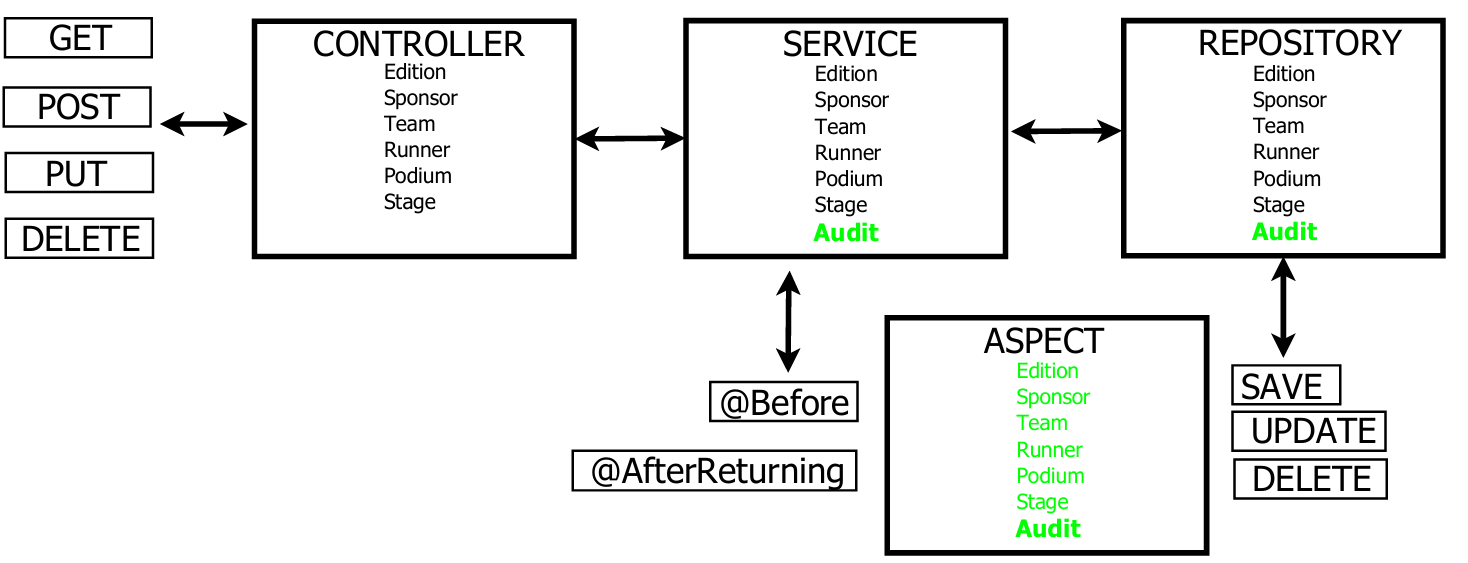 GET
POST
PUT
DELETE
CONTROLLER
Edition
Sponsor
Team
Runner
Podium
Stage
SERVICE
Edition
Sponsor
Team
Runner
Podium
Stage
Audit
REPOSITORY
Edition
Sponsor
Team
Runner
Podium
Stage
Audit
@Before
@AfterReturning
ASPECT
Edition
Sponsor
Team
Runner
Podium
Stage
Audit
SAVE
UPDATE
DELETE